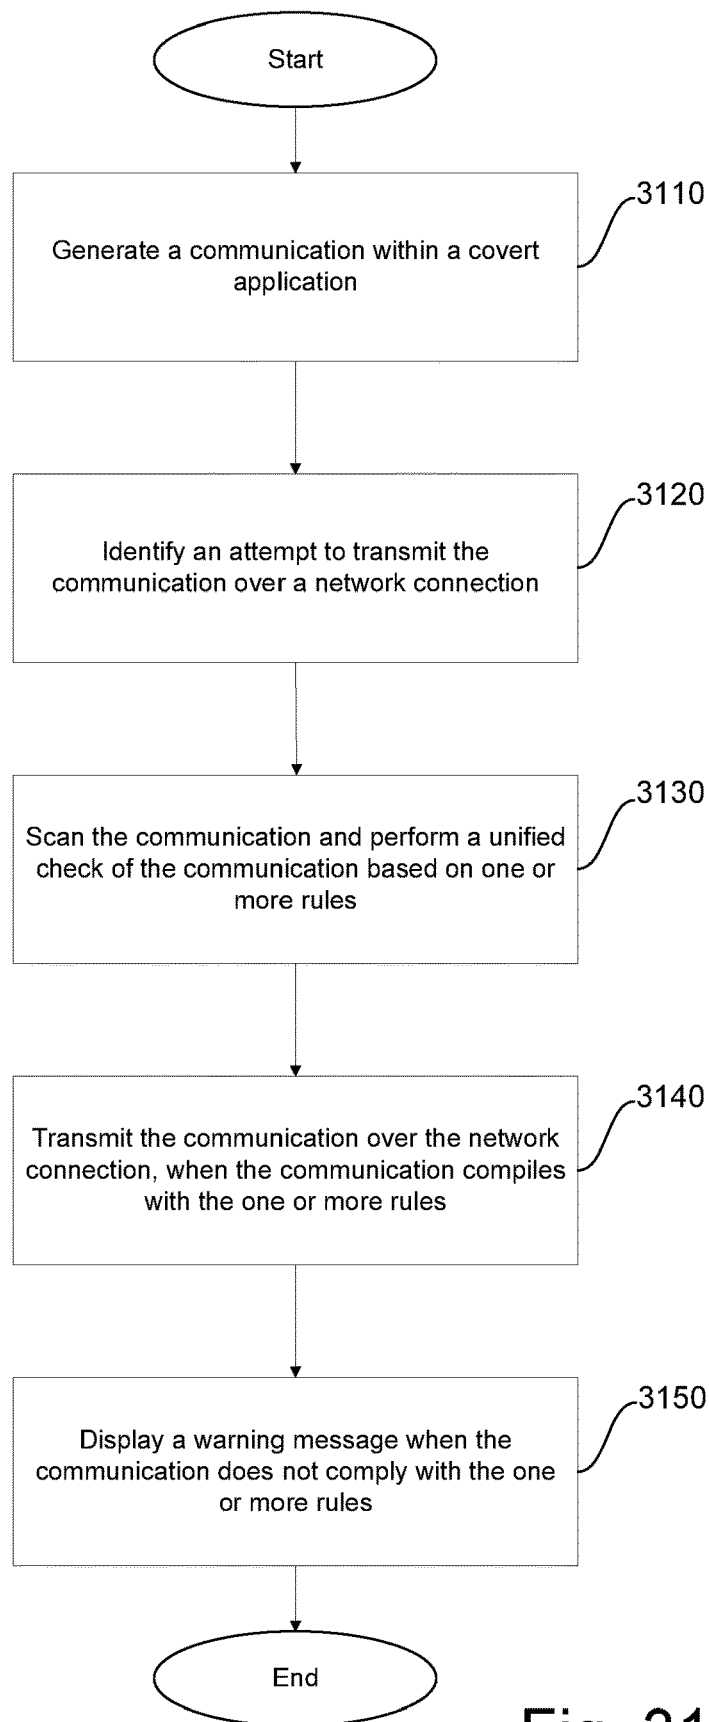 Start
3110
Generate a communication within a covert
application
3120
Identify an attempt to transmit the
communication over a network connection
3130
Scan the communication and perform a unified
check of the communication based on one or
more rules
3140
Transmit the communication over the network
connection, when the communication compiles
with the one or more rules
3150
Display a warning message when the
communication does not comply with the one
or more rules
End
Fig. 31